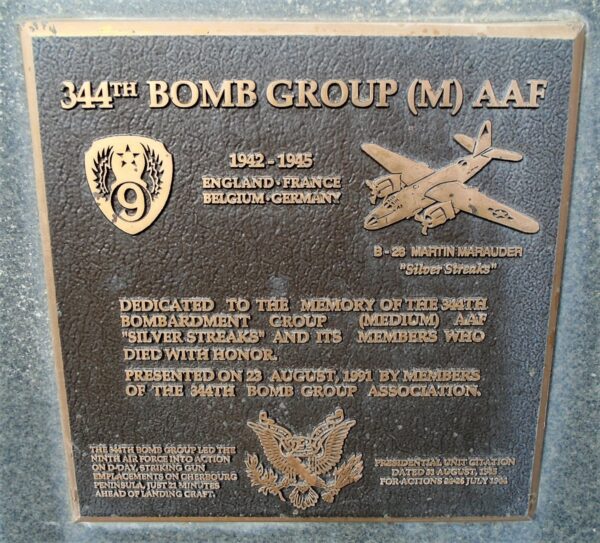 344TH BOMB GROUP (M) AAF
9
1942 - 1945
ENGLAND · FRANCE
BELGIUM · GERMANY
B - 26 MARTIN MARAUDER
"Silver Streaks"
DEDICATED TO THE MEMORY OF THE 344TH
BOMBARDMENT GROUP (MEDIUM) AAF
"SILVER STREAKS" AND ITS MEMBERS WHO
DIED WITH HONOR.
PRESENTED ON 23 AUGUST, 1991 BY MEMBERS
OF THE 344TH BOMB GROUP ASSOCIATION.
THE 344TH BOMB GROUP LED THE
NINTH AIR FORCE INTO ACTION
ON D-DAY, STRIKING GUN
EMPLACEMENTS ON CHERBOURG
PENINSULA, JUST 21 MINUTES
AHEAD OF LANDING CRAFT.
PRESIDENTIAL UNIT CITATION
DATED AUGUST,
FOR ACTIONS JULY